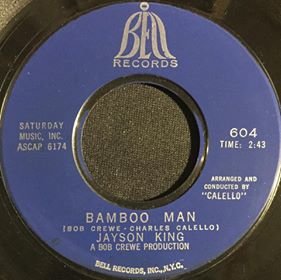 BELL
RECORDS
SATURDAY
MUSIC, INC.
ASCAP 6174
604
TIME: 2:43
ARRANGED AND
CONDUCTED BY
"CALELLO"
BAMBOO MAN
(BOB CREWE - CHARLES CALELLO)
JAYSON KING
A BOB CREWE PRODUCTION
BELL RECORDS, INC., N.Y.C.